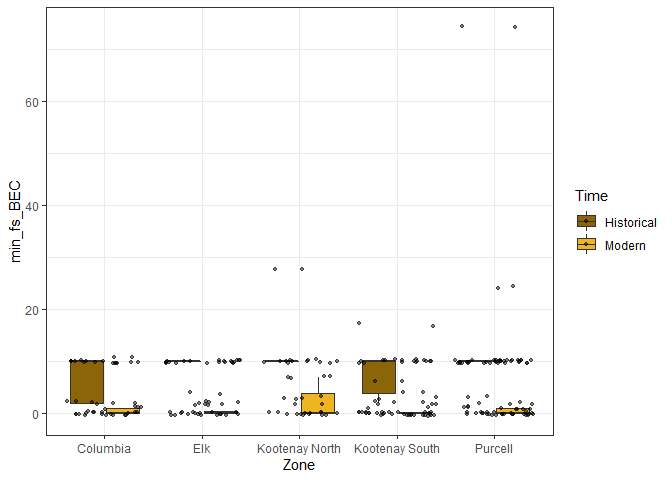 min_fs_BEC
60
40
20
0
Columbia
Elk
Kootenay North
Kootenay South
Purcell
Zone
Time
Historical
Modern